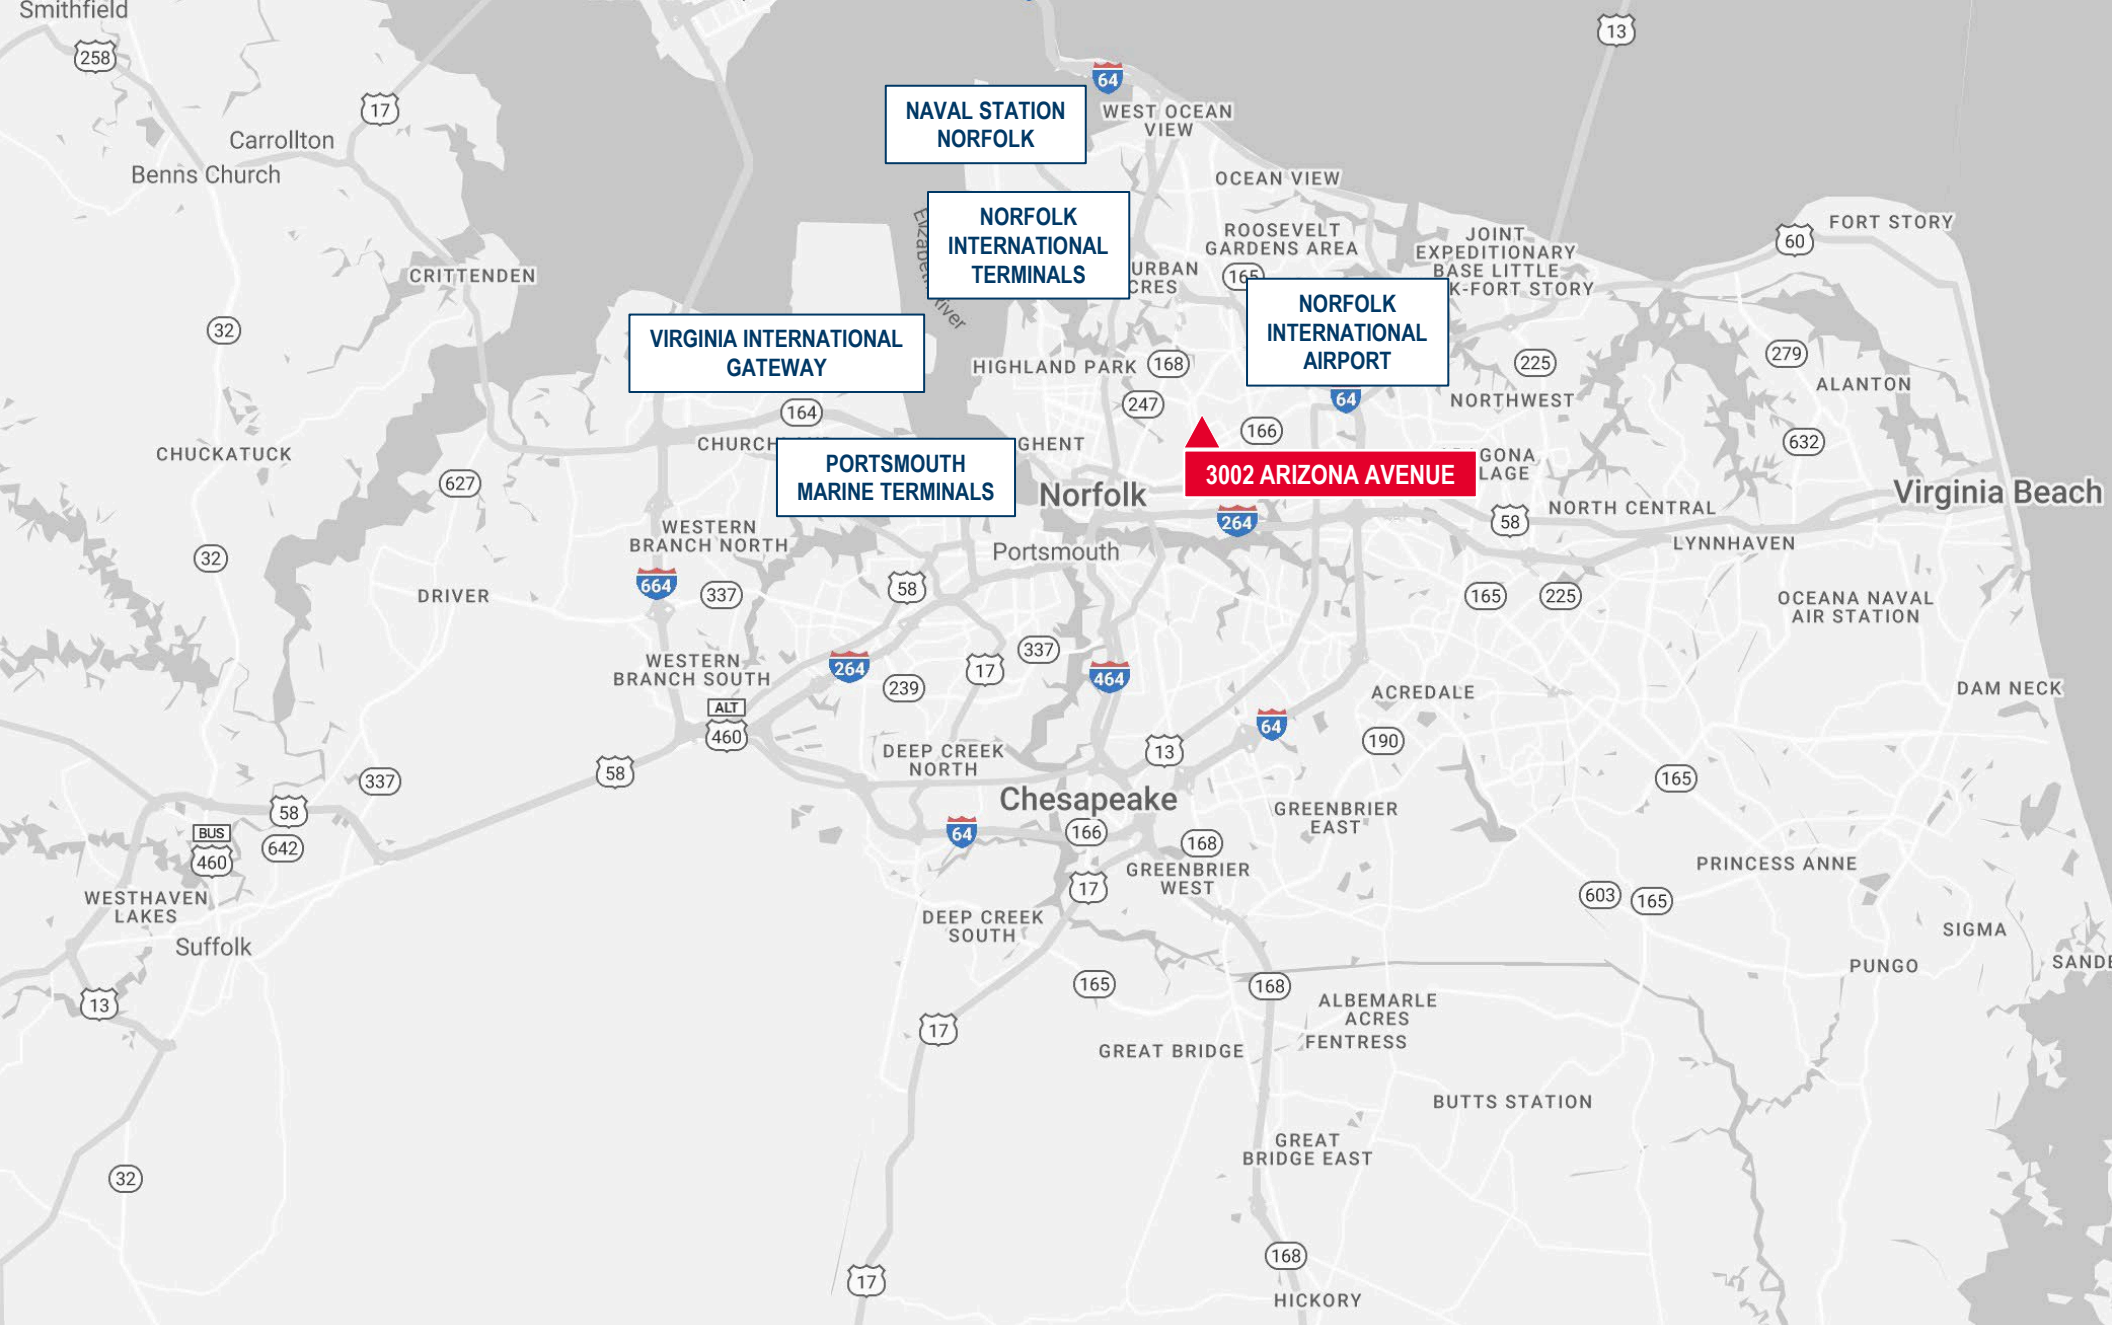 Smithfield
258
17
Carrollton
Benns Church
13
64
NAVAL STATION
NORFOLK
WEST OCEAN
VIEW
OCEAN VIEW
NORFOLK
INTERNATIONAL
TERMINALS
ROOSEVELT
GARDENS AREA
JOINT
EXPEDITIONARY
BASE LITTLE
K-FORT STORY
60
FORT STORY
CRITTENDEN
URBAN
CRES
165
NORFOLK
INTERNATIONAL
AIRPORT
32
VIRGINIA INTERNATIONAL
GATEWAY
HIGHLAND PARK
168
225
279
ALANTON
247
64
NORTHWEST
164
166
632
CHUCKATUCK
GHENT
PORTSMOUTH
MARINE TERMINALS
3002 ARIZONA AVENUE
GONA
LAGE
627
Norfolk
Virginia Beach
264
58
NORTH CENTRAL
WESTERN
BRANCH NORTH
Portsmouth
LYNNHAVEN
32
664
337
58
DRIVER
165
225
OCEANA NAVAL
AIR STATION
337
WESTERN
BRANCH SOUTH
264
239
17
464
DAM NECK
ACREDALE
ALT
460
64
190
13
DEEP CREEK
NORTH
58
337
165
58
Chesapeake
GREENBRIER
EAST
BUS
460
642
64
166
168
PRINCESS ANNE
GREENBRIER
WEST
17
603
165
WESTHAVEN
LAKES
DEEP CREEK
SOUTH
SIGMA
Suffolk
PUNGO
SANDE
165
168
13
ALBEMARLE
ACRES
17
FENTRESS
GREAT BRIDGE
BUTTS STATION
GREAT
BRIDGE EAST
32
168
17
HICKORY